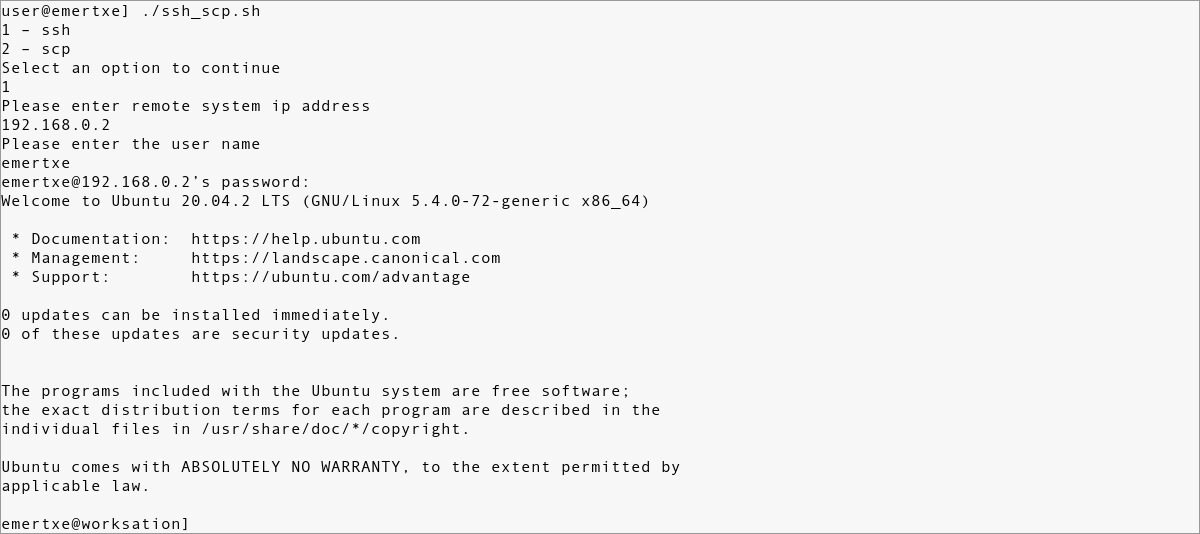 user@emertxe] ./ssh_scp.sh
1 – ssh
2 – scp
Select an option to continue
1
Please enter remote system ip address
192.168.0.2
Please enter the user name
emertxe
emertxe@192.168.0.2’s password:
Welcome to Ubuntu 20.04.2 LTS (GNU/Linux 5.4.0-72-generic x86_64)
* Documentation:  https://help.ubuntu.com
* Management:     https://landscape.canonical.com
* Support:        https://ubuntu.com/advantage
0 updates can be installed immediately.
0 of these updates are security updates.
The programs included with the Ubuntu system are free software;
the exact distribution terms for each program are described in the
individual files in /usr/share/doc/*/copyright.
Ubuntu comes with ABSOLUTELY NO WARRANTY, to the extent permitted by
applicable law.
emertxe@worksation]